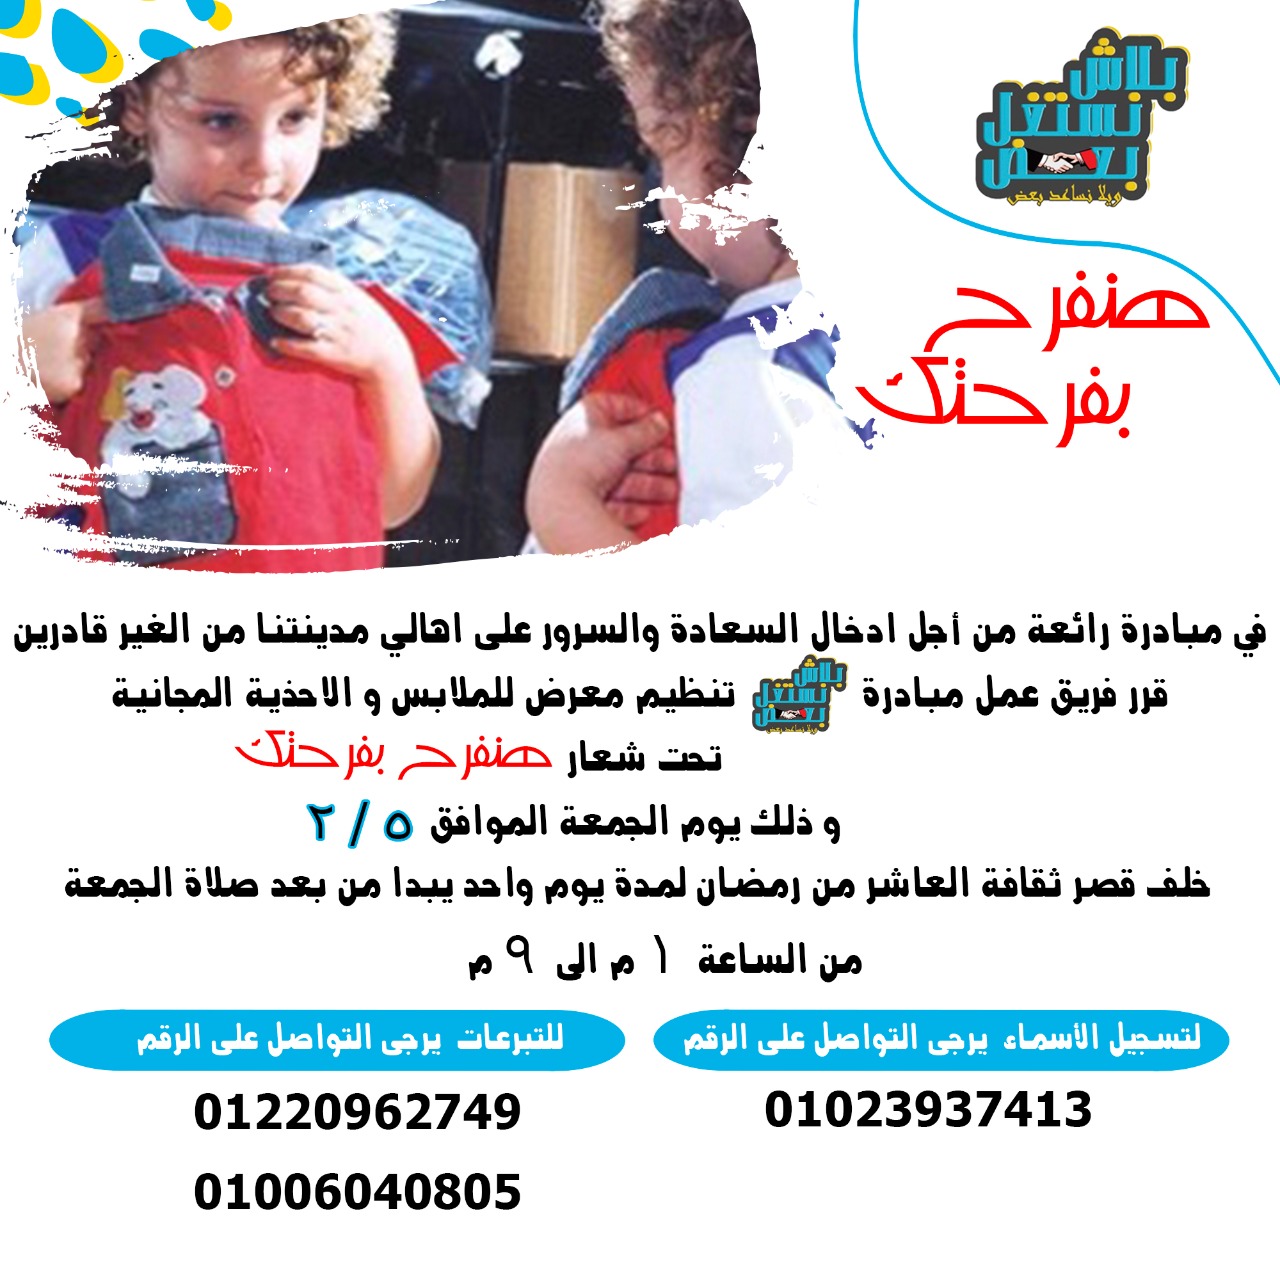 بلاش
نستغل
بعض
ويلا نساعد بعض
هنفرح
بفرحتك
في مبادرة رائعة من أجل ادخال السعادة والسرور على اهالي مدينتنا من الغير قادرين
قرر فريق عمل مبادرة بلاش نستغل بعض ويلا نساعد بعض تنظيم معرض للملابس و الاحذية المجانية
تحت شعار هنفرح بفرحتك
و ذلك يوم الجمعة الموافق ٥ / ٢
خلف قصر ثقافة العاشر من رمضان لمدة يوم واحد يبدا من بعد صلاة الجمعة
من الساعة ١ م الى ٩ م
لتسجيل الأسماء يرجى التواصل على الرقم
01023937413
للتبرعات يرجى التواصل على الرقم
01220962749
01006040805